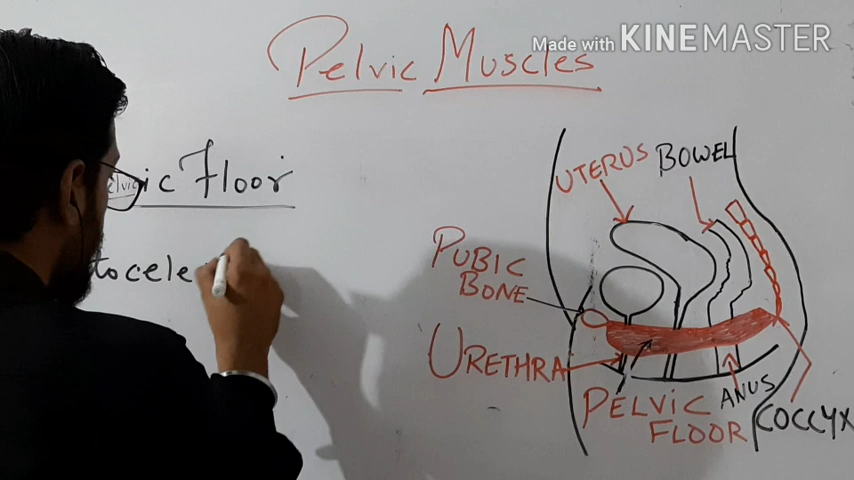 Made with KINEMASTER
Pelvic Muscles
ic Floor
tocele
UTERUS
BOWEL
PUBIC
BONE
URETHRA
PELVIC
FLOOR
ANUS
COCCYX